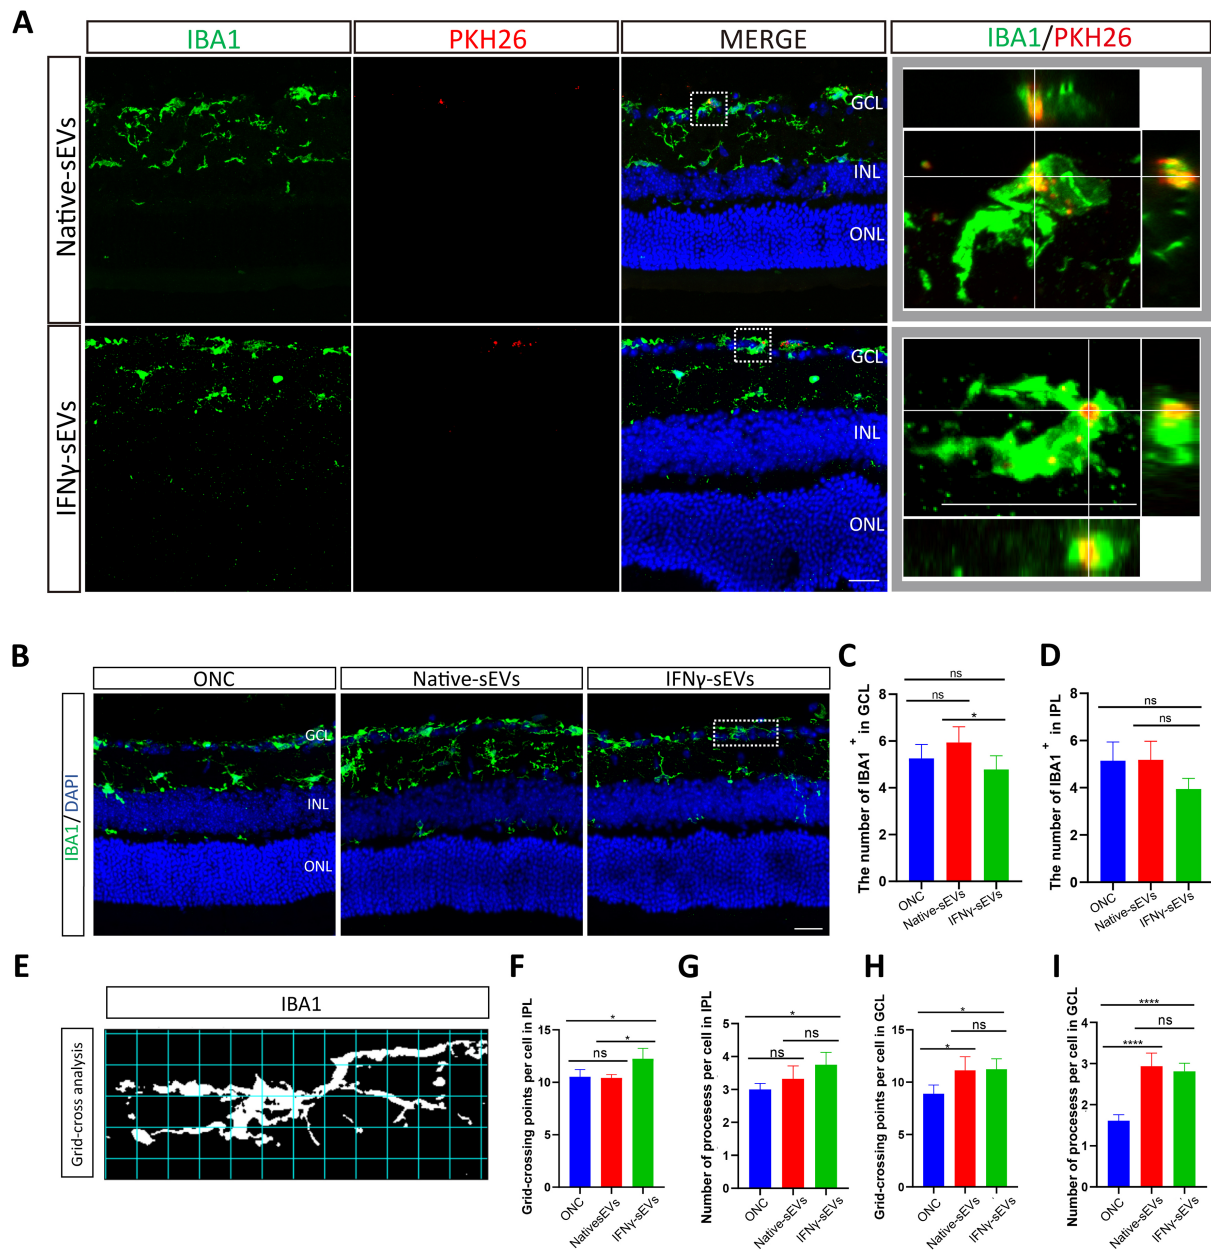 A
IBA1
PKH26
MERGE
IBA1/PKH26
Native-sEVs
GCL
INL
ONL
IFNγ-sEVs
GCL
INL
ONL
B
ONC
Native-sEVs
IFNγ-sEVs
IBA1/DAPI
GCL
INL
ONL
C
The number of IBA1+ in GCL
8
6
4
2
0
ns
ns
*
ONC
Native-sEVs
IFNγ-sEVs
D
The number of IBA1+ in IPL
8
6
4
2
0
ns
ns
ONC
Native-sEVs
IFNγ-sEVs
E
IBA1
Grid-cross analysis
F
Grid-crossing points per cell in IPL
15
10
5
0
*
*
ns
ONC
NativesEVs
IFNγ-sEVs
G
Number of procesess per cell in IPL
5
4
3
2
1
0
*
ns
ns
ONC
Native-sEVs
IFNγ-sEVs
H
Grid-crossing points per cell in GCL
15
10
5
0
*
ns
*
ONC
Native-sEVs
IFNγ-sEVs
I
Number of procesess per cell in GCL
4
3
2
1
0
****
ns
****
ONC
Native-sEVs
IFNγ-sEVs